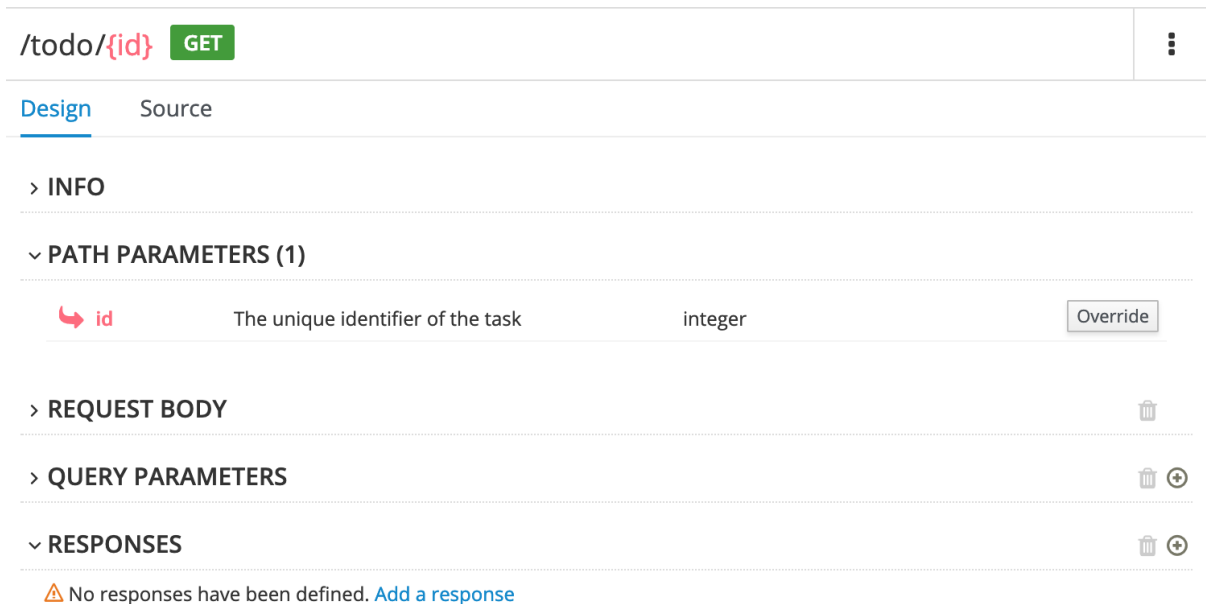 /todo/{id} GET
Design Source
INFO
PATH PARAMETERS (1)
id The unique identifier of the task integer Override
REQUEST BODY
QUERY PARAMETERS
RESPONSES
No responses have been defined. Add a response